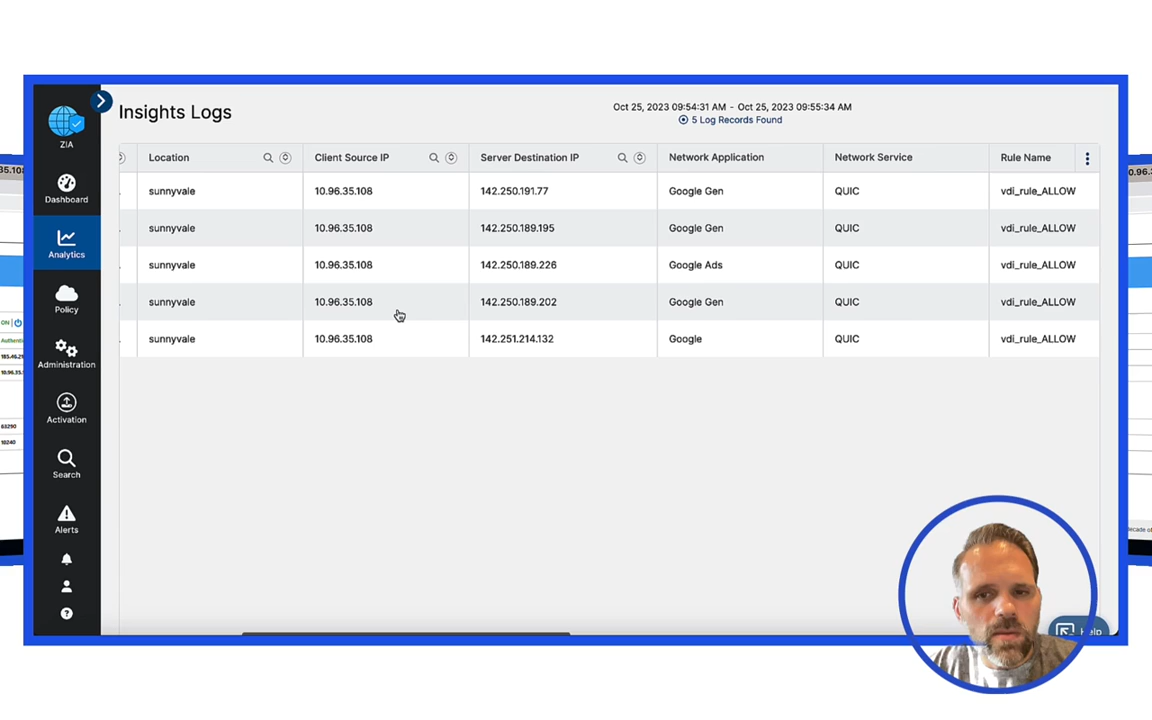 Insights Logs
Oct 25, 2023 09:54:31 AM - Oct 25, 2023 09:55:34 AM
5 Log Records Found
ZIA
Dashboard
Analytics
Policy
Administration
Activation
Search
Alerts
Location Client Source IP Server Destination IP Network Application Network Service Rule Name
sunnyvale 10.96.35.108 142.250.191.77 Google Gen QUIC vdi_rule_ALLOW
sunnyvale 10.96.35.108 142.250.189.195 Google Gen QUIC vdi_rule_ALLOW
sunnyvale 10.96.35.108 142.250.189.226 Google Ads QUIC vdi_rule_ALLOW
sunnyvale 10.96.35.108 142.250.189.202 Google Gen QUIC vdi_rule_ALLOW
sunnyvale 10.96.35.108 142.251.214.132 Google QUIC vdi_rule_ALLOW
Help
ON
63290
10240